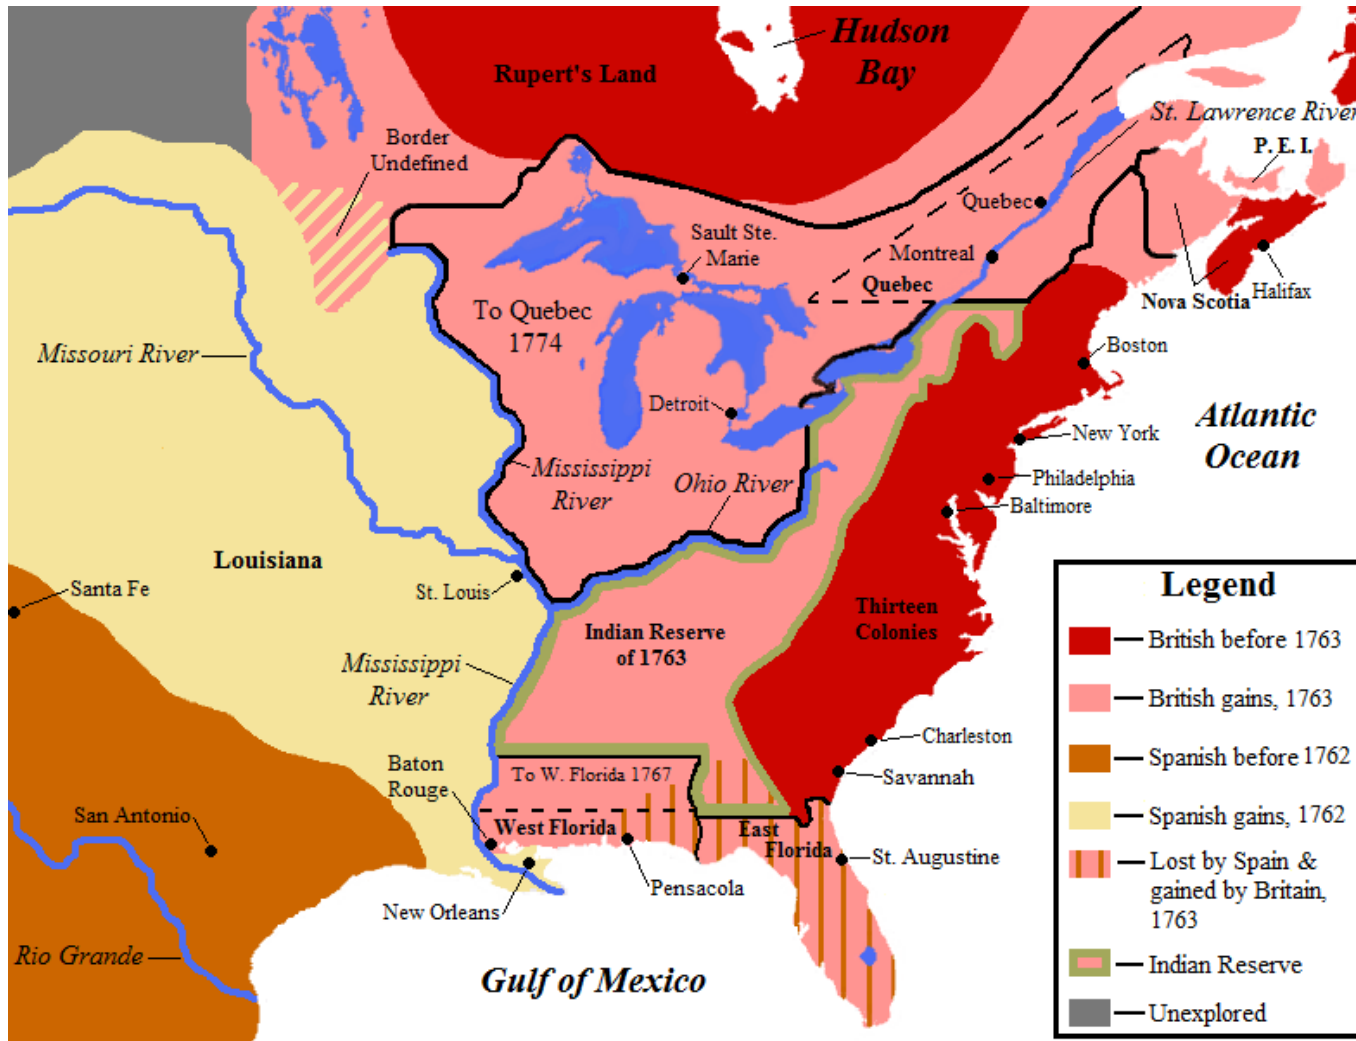 Hudson
Bay
Rupert's Land
St. Lawrence River
Border
Undefined
P. E. I.
Quebec
Sault Ste.
Marie
Montreal
Quebec
Nova Scotia
Halifax
To Quebec
1774
Missouri River
Boston
Detroit
Atlantic
Ocean
New York
Mississippi
River
Ohio River
Philadelphia
Baltimore
Louisiana
Santa Fe
St. Louis
Thirteen
Colonies
Indian Reserve
of 1763
Mississippi
River
Charleston
Baton
Rouge
To W. Florida 1767
Savannah
San Antonio
West Florida
East
Florida
St. Augustine
Pensacola
New Orleans
Rio Grande
Gulf of Mexico
Legend
British before 1763
British gains, 1763
Spanish before 1762
Spanish gains, 1762
Lost by Spain &
gained by Britain,
1763
Indian Reserve
Unexplored